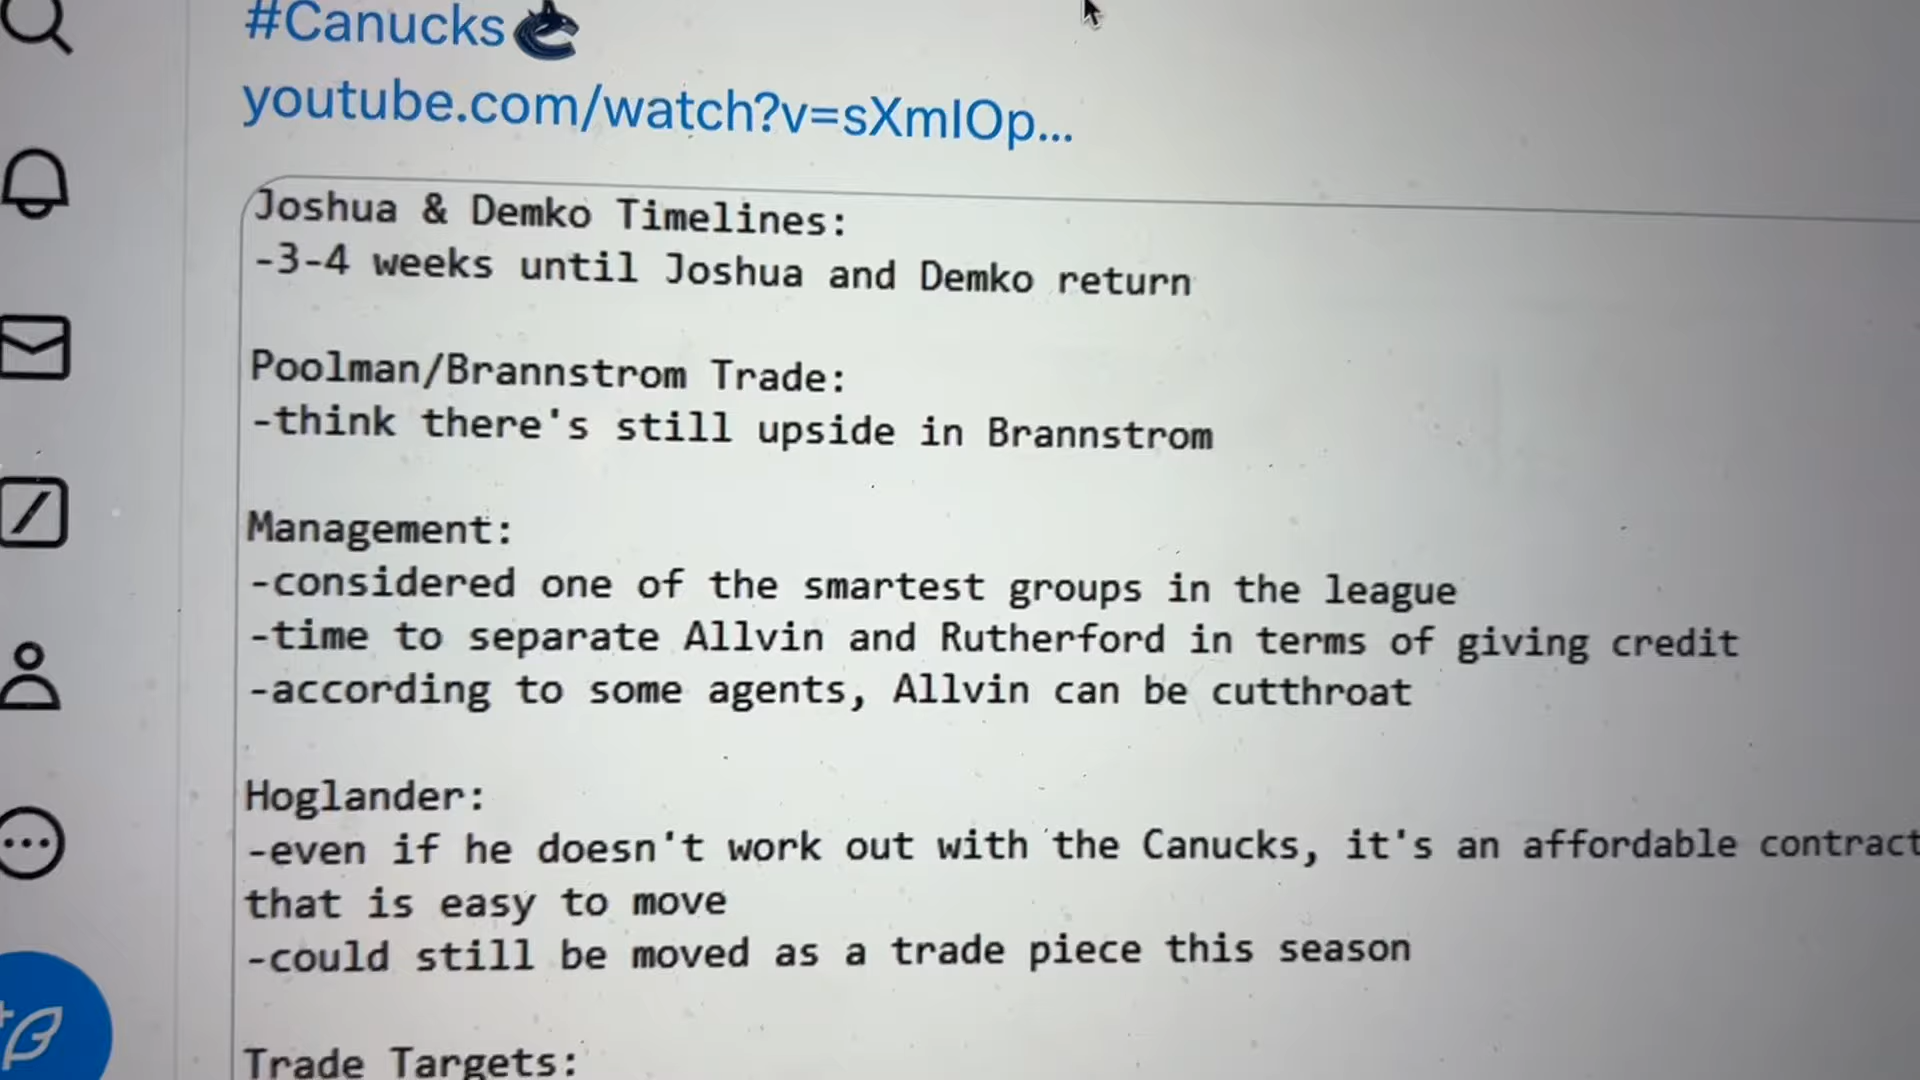 #Canucks
youtube.com/watch?v=sXmIOp...
Joshua & Demko Timelines:
-3-4 weeks until Joshua and Demko return
Poolman/Brannstrom Trade:
-think there's still upside in Brannstrom
Management:
-considered one of the smartest groups in the league
-time to separate Allvin and Rutherford in terms of giving credit
-according to some agents, Allvin can be cutthroat
Hoglander:
-even if he doesn't work out with the Canucks, it's an affordable contract
that is easy to move
-could still be moved as a trade piece this season
Trade Targets: